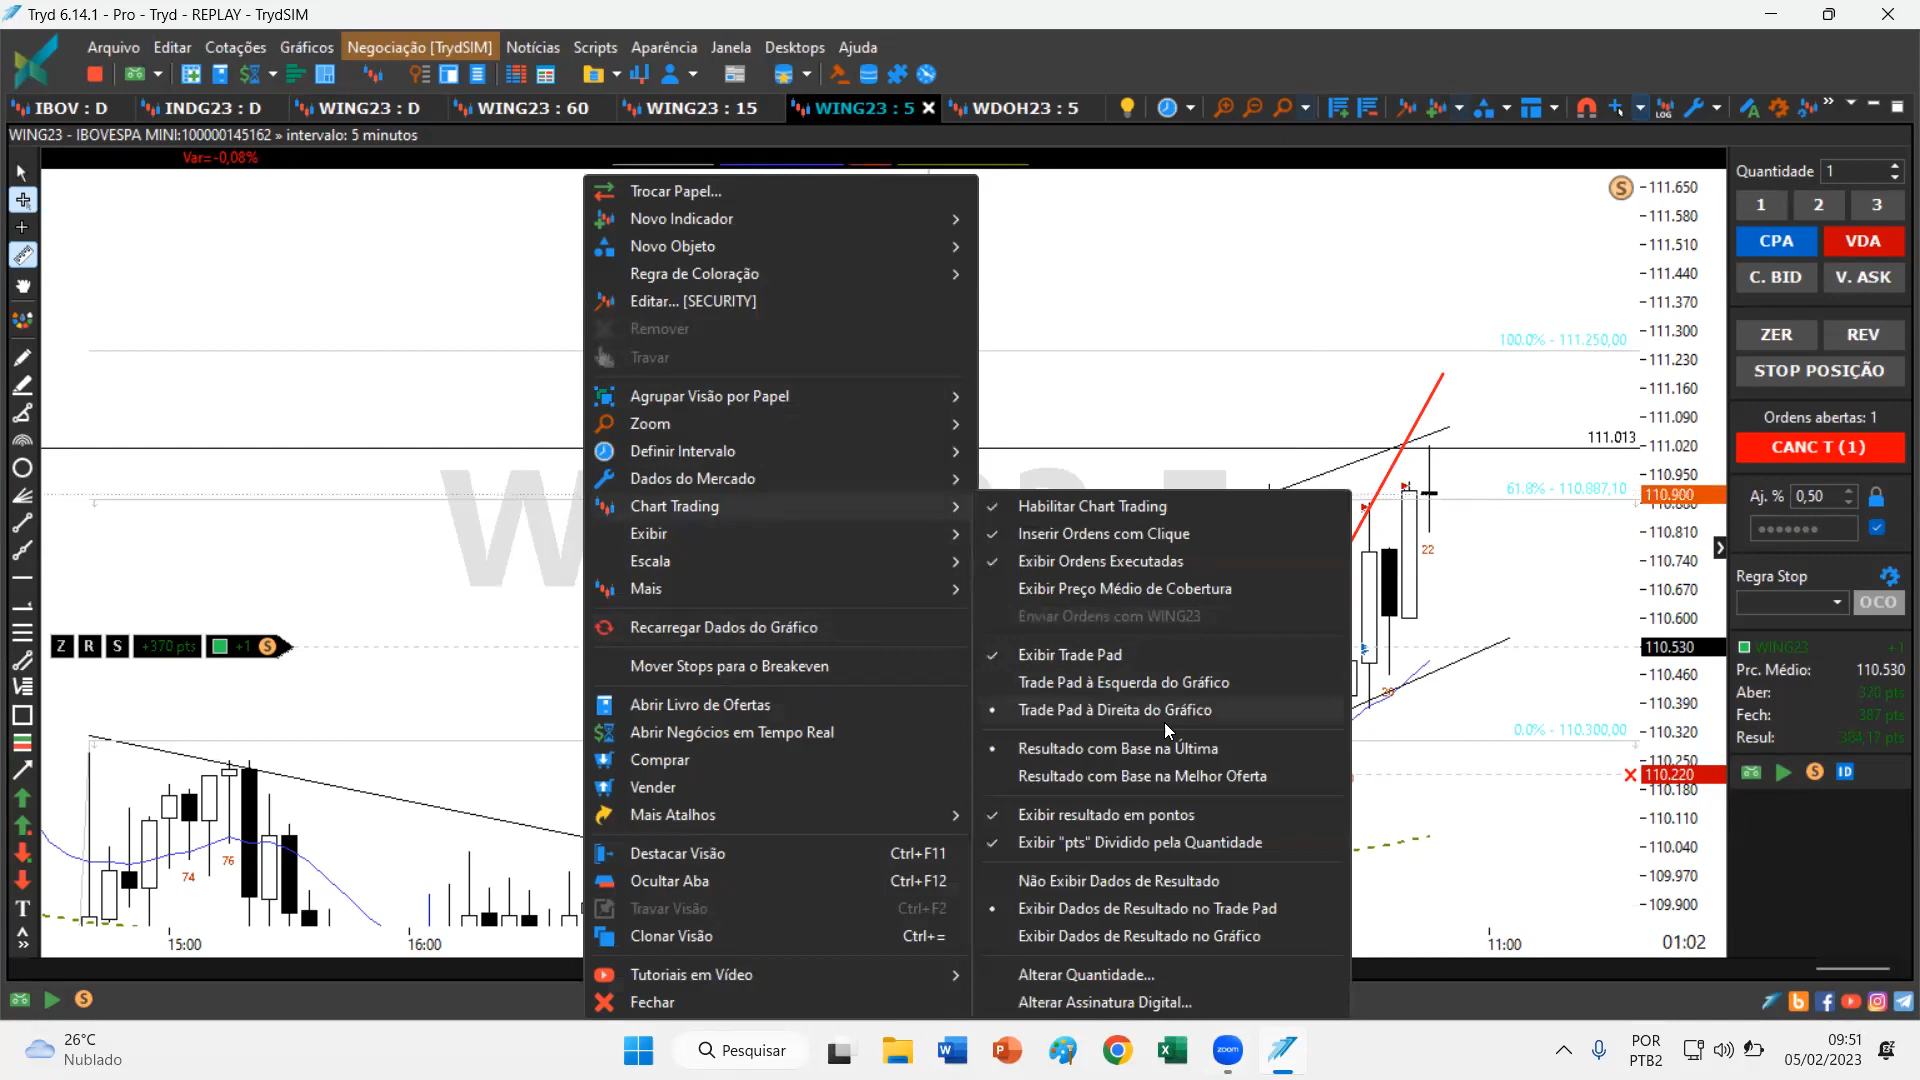 Tryd 6.14.1 - Pro - Tryd - REPLAY - TrydSIM
Arquivo Editar Cotações Gráficos Negociação [TrydSIM] Notícias Scripts Aparência Janela Desktops Ajuda
IBOV : D INDG23 : D WING23 : D WING23 : 60 WING23 : 15 WING23 : 5 WDOH23 : 5
LOG
WING23 - IBOVESPA MINI:100000145162 » intervalo: 5 minutos
Var=-0,08%
Trocar Papel...
Novo Indicador
Novo Objeto
Regra de Coloração
Editar... [SECURITY]
Remover
Travar
Agrupar Visão por Papel
Zoom
Definir Intervalo
Dados do Mercado
Chart Trading
Exibir
Escala
Mais
Recarregar Dados do Gráfico
Mover Stops para o Breakeven
Abrir Livro de Ofertas
Abrir Negócios em Tempo Real
Comprar
Vender
Mais Atalhos
Destacar Visão Ctrl+F11
Ocultar Aba Ctrl+F12
Travar Visão Ctrl+F2
Clonar Visão Ctrl+=
Tutoriais em Vídeo
Fechar
Habilitar Chart Trading
Inserir Ordens com Clique
Exibir Ordens Executadas
Exibir Preço Médio de Cobertura
Enviar Ordens com WING23
Exibir Trade Pad
Trade Pad à Esquerda do Gráfico
Trade Pad à Direita do Gráfico
Resultado com Base na Última
Resultado com Base na Melhor Oferta
Exibir resultado em pontos
Exibir "pts" Dividido pela Quantidade
Não Exibir Dados de Resultado
Exibir Dados de Resultado no Trade Pad
Exibir Dados de Resultado no Gráfico
Alterar Quantidade...
Alterar Assinatura Digital...
Z R S +370 pts +1 S
74
76
15:00
16:00
11:00
01:02
22
100.0% - 111.250,00
111.013
61.8% - 110.887,10
0.0% - 110.300,00
S
111.650
111.580
111.510
111.440
111.370
111.300
111.230
111.160
111.090
111.020
110.950
110.900
110.810
110.740
110.670
110.600
110.530
110.460
110.390
110.320
110.250
110.220
110.180
110.110
110.040
109.970
109.900
Quantidade 1
1 2 3
CPA VDA
C. BID V. ASK
ZER REV
STOP POSIÇÃO
Ordens abertas: 1
CANC T (1)
Aj. % 0,50
Regra Stop
OCO
WING23 +1
Prc. Médio: 110.530
Aber: 320 pts
Fech: 387 pts
Resul: 384,17 pts
S ID
S
T
26°C
Nublado
Pesquisar
zoom
POR
PTB2
09:51
05/02/2023